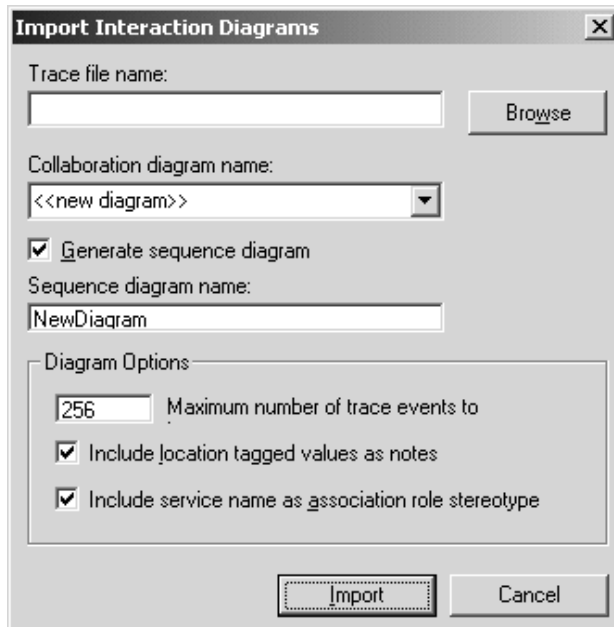 Import Interaction Diagrams
Trace file name:
Browse
Collaboration diagram name:
<<new diagram>>
Generate sequence diagram
Sequence diagram name:
NewDiagram
Diagram Options
256 Maximum number of trace events to
Include location tagged values as notes
Include service name as association role stereotype
Import Cancel